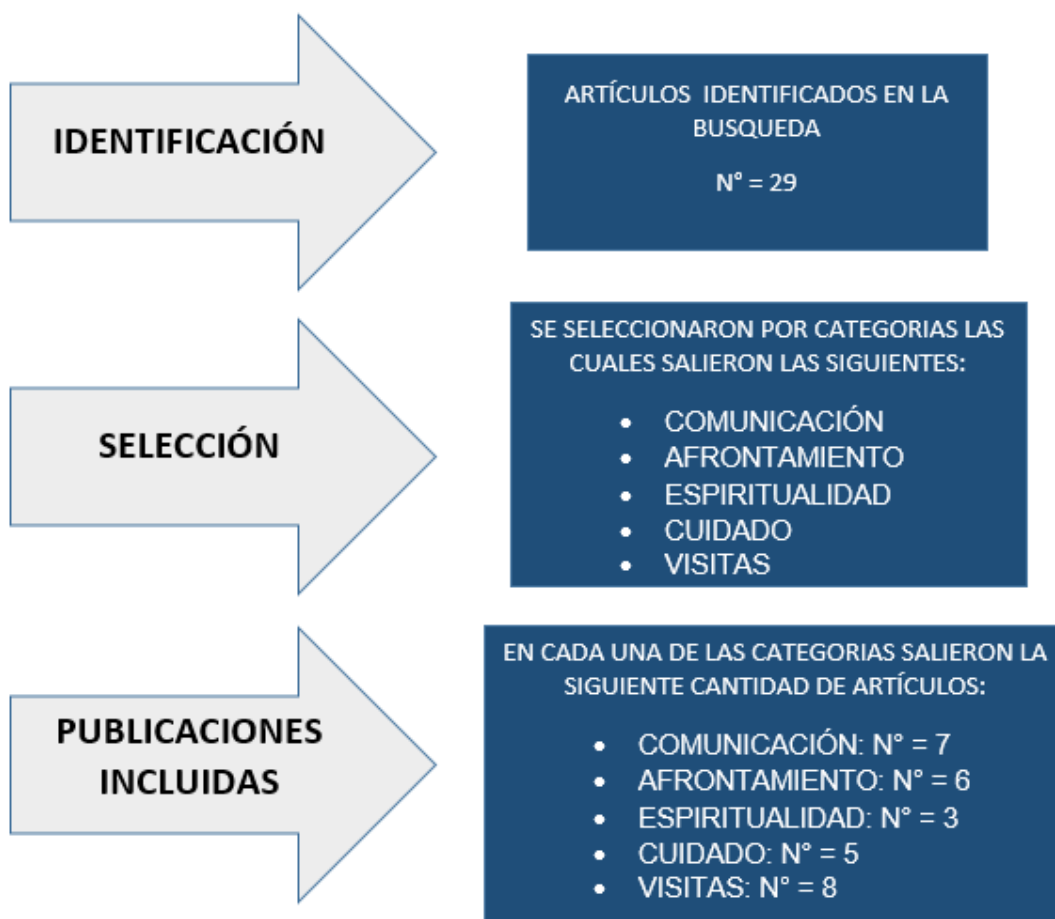 IDENTIFICACIÓN
ARTÍCULOS IDENTIFICADOS EN LA
BUSQUEDA
N° = 29
SELECCIÓN
SE SELECCIONARON POR CATEGORIAS LAS
CUALES SALIERON LAS SIGUIENTES:
• COMUNICACIÓN
• AFRONTAMIENTO
• ESPIRITUALIDAD
• CUIDADO
• VISITAS
PUBLICACIONES
INCLUIDAS
EN CADA UNA DE LAS CATEGORIAS SALIERON LA
SIGUIENTE CANTIDAD DE ARTÍCULOS:
• COMUNICACIÓN: N° = 7
• AFRONTAMIENTO: N° = 6
• ESPIRITUALIDAD: N° = 3
• CUIDADO: N° = 5
• VISITAS: N° = 8